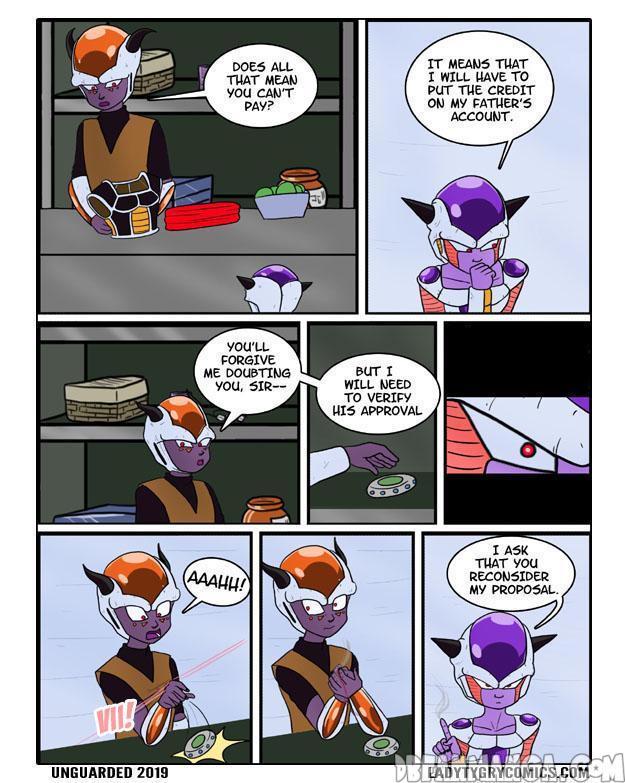 DOES ALL
THAT MEAN
YOU CAN'T
PAY?
IT MEANS THAT
I WILL HAVE TO
PUT THE CREDIT
ON MY FATHER'S
ACCOUNT.
YOU'LL
FORGIVE
ME DOUBTING
YOU, SIR--
BUT I
WILL NEED
TO VERIFY
HIS APPROVAL
AAAHH!
VII!
I ASK
THAT YOU
RECONSIDER
MY PROPOSAL.
UNGUARDED 2019
LADYTYGRYCOMICS.COM